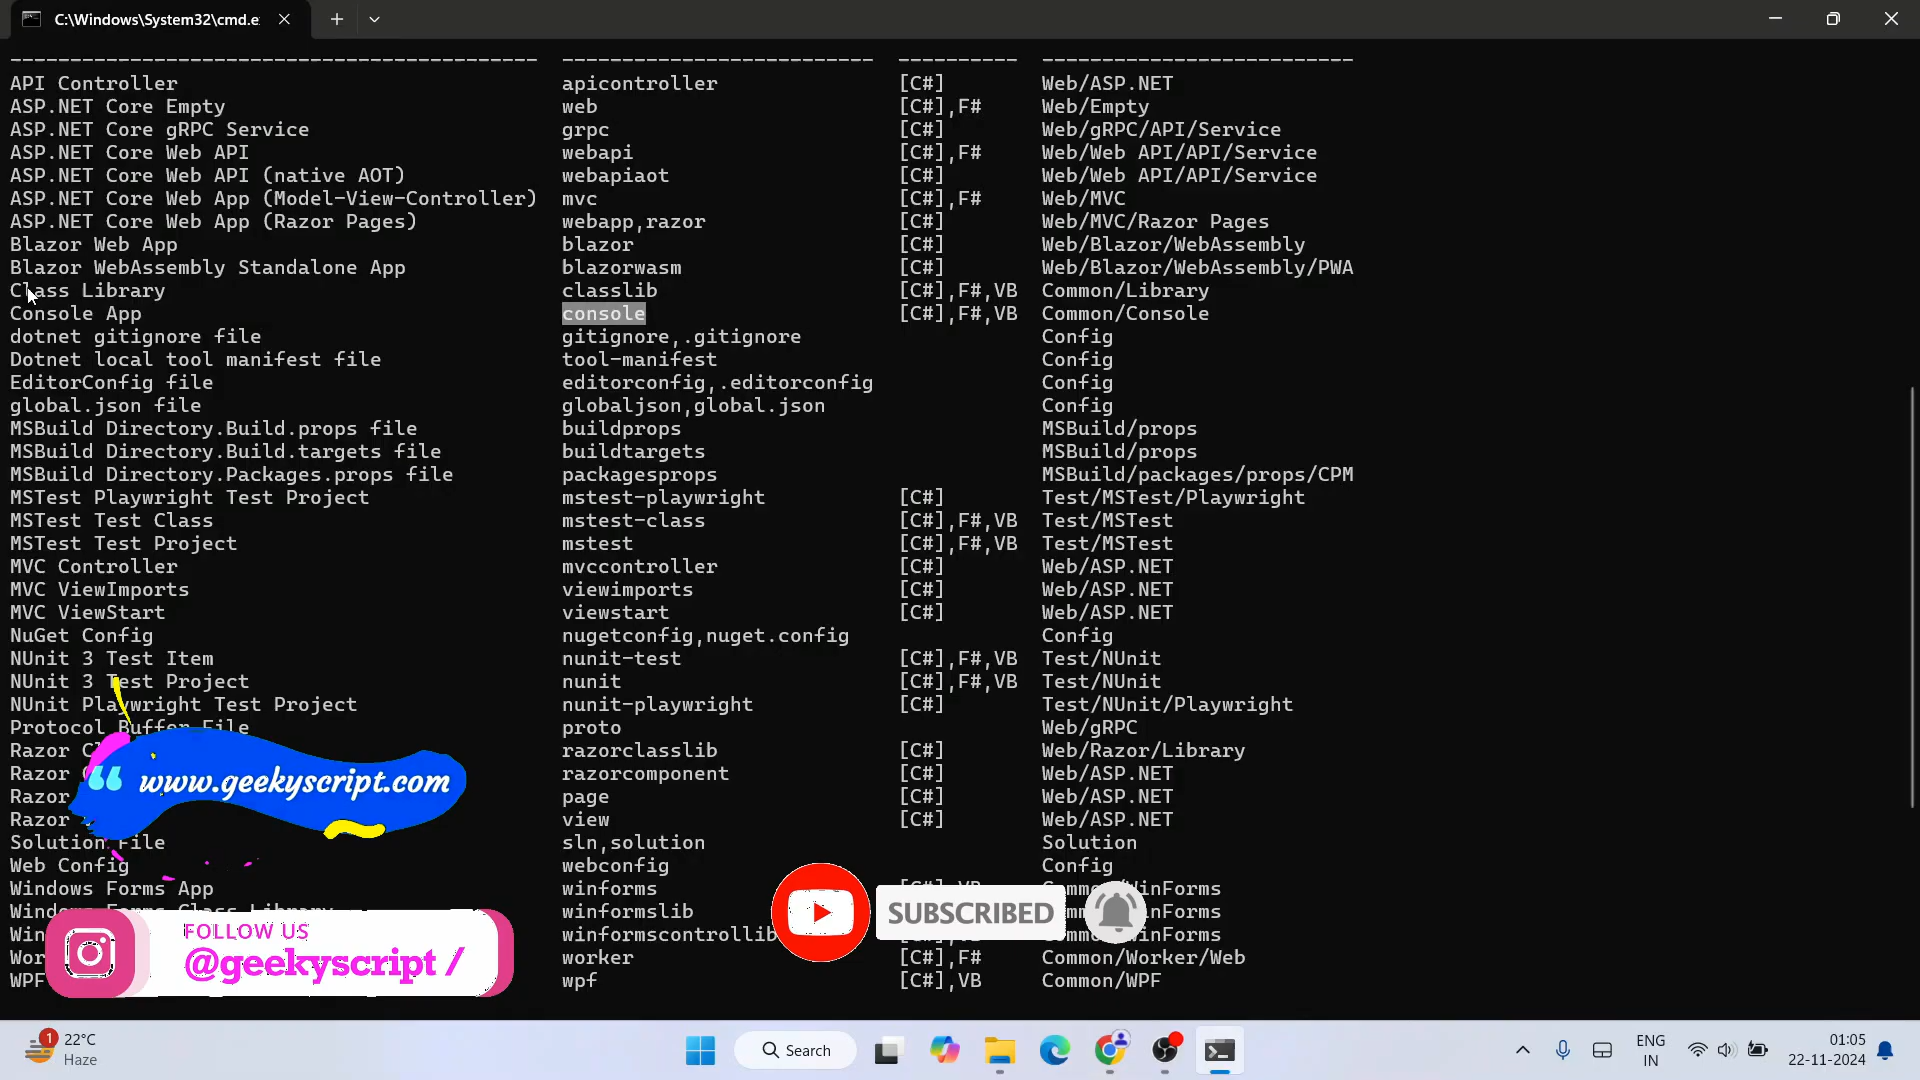 C:\Windows\System32\cmd.e
API Controller apicontroller [C#] Web/ASP.NET
ASP.NET Core Empty web [C#],F# Web/Empty
ASP.NET Core gRPC Service grpc [C#] Web/gRPC/API/Service
ASP.NET Core Web API webapi [C#],F# Web/Web API/API/Service
ASP.NET Core Web API (native AOT) webapiaot [C#] Web/Web API/API/Service
ASP.NET Core Web App (Model-View-Controller) mvc [C#],F# Web/MVC
ASP.NET Core Web App (Razor Pages) webapp,razor [C#] Web/MVC/Razor Pages
Blazor Web App blazor [C#] Web/Blazor/WebAssembly
Blazor WebAssembly Standalone App blazorwasm [C#] Web/Blazor/WebAssembly/PWA
Class Library classlib [C#],F#,VB Common/Library
Console App console [C#],F#,VB Common/Console
dotnet gitignore file gitignore,.gitignore Config
Dotnet local tool manifest file tool-manifest Config
EditorConfig file editorconfig,.editorconfig Config
global.json file globaljson,global.json Config
MSBuild Directory.Build.props file buildprops MSBuild/props
MSBuild Directory.Build.targets file buildtargets MSBuild/props
MSBuild Directory.Packages.props file packagesprops MSBuild/packages/props/CPM
MSTest Playwright Test Project mstest-playwright [C#] Test/MSTest/Playwright
MSTest Test Class mstest-class [C#],F#,VB Test/MSTest
MSTest Test Project mstest [C#],F#,VB Test/MSTest
MVC Controller mvccontroller [C#] Web/ASP.NET
MVC ViewImports viewimports [C#] Web/ASP.NET
MVC ViewStart viewstart [C#] Web/ASP.NET
NuGet Config nugetconfig,nuget.config Config
NUnit 3 Test Item nunit-test [C#],F#,VB Test/NUnit
NUnit 3 Test Project nunit [C#],F#,VB Test/NUnit
NUnit Playwright Test Project nunit-playwright [C#] Test/NUnit/Playwright
Protocol Buffer File proto Web/gRPC
Razor razorclasslib [C#] Web/Razor/Library
Razor razorcomponent [C#] Web/ASP.NET
Razor page [C#] Web/ASP.NET
Razor view [C#] Web/ASP.NET
Solution File sln,solution Solution
Web Config webconfig Config
Windows Forms App winforms
winformslib
winformscontrollib
worker [C#],F# Common/Worker/Web
WPF wpf [C#],VB Common/WPF
“ www.geekyscript.com
FOLLOW US
@geekyscript /
SUBSCRIBED
1
22°C
Haze
Search
ENG
IN
01:05
22-11-2024